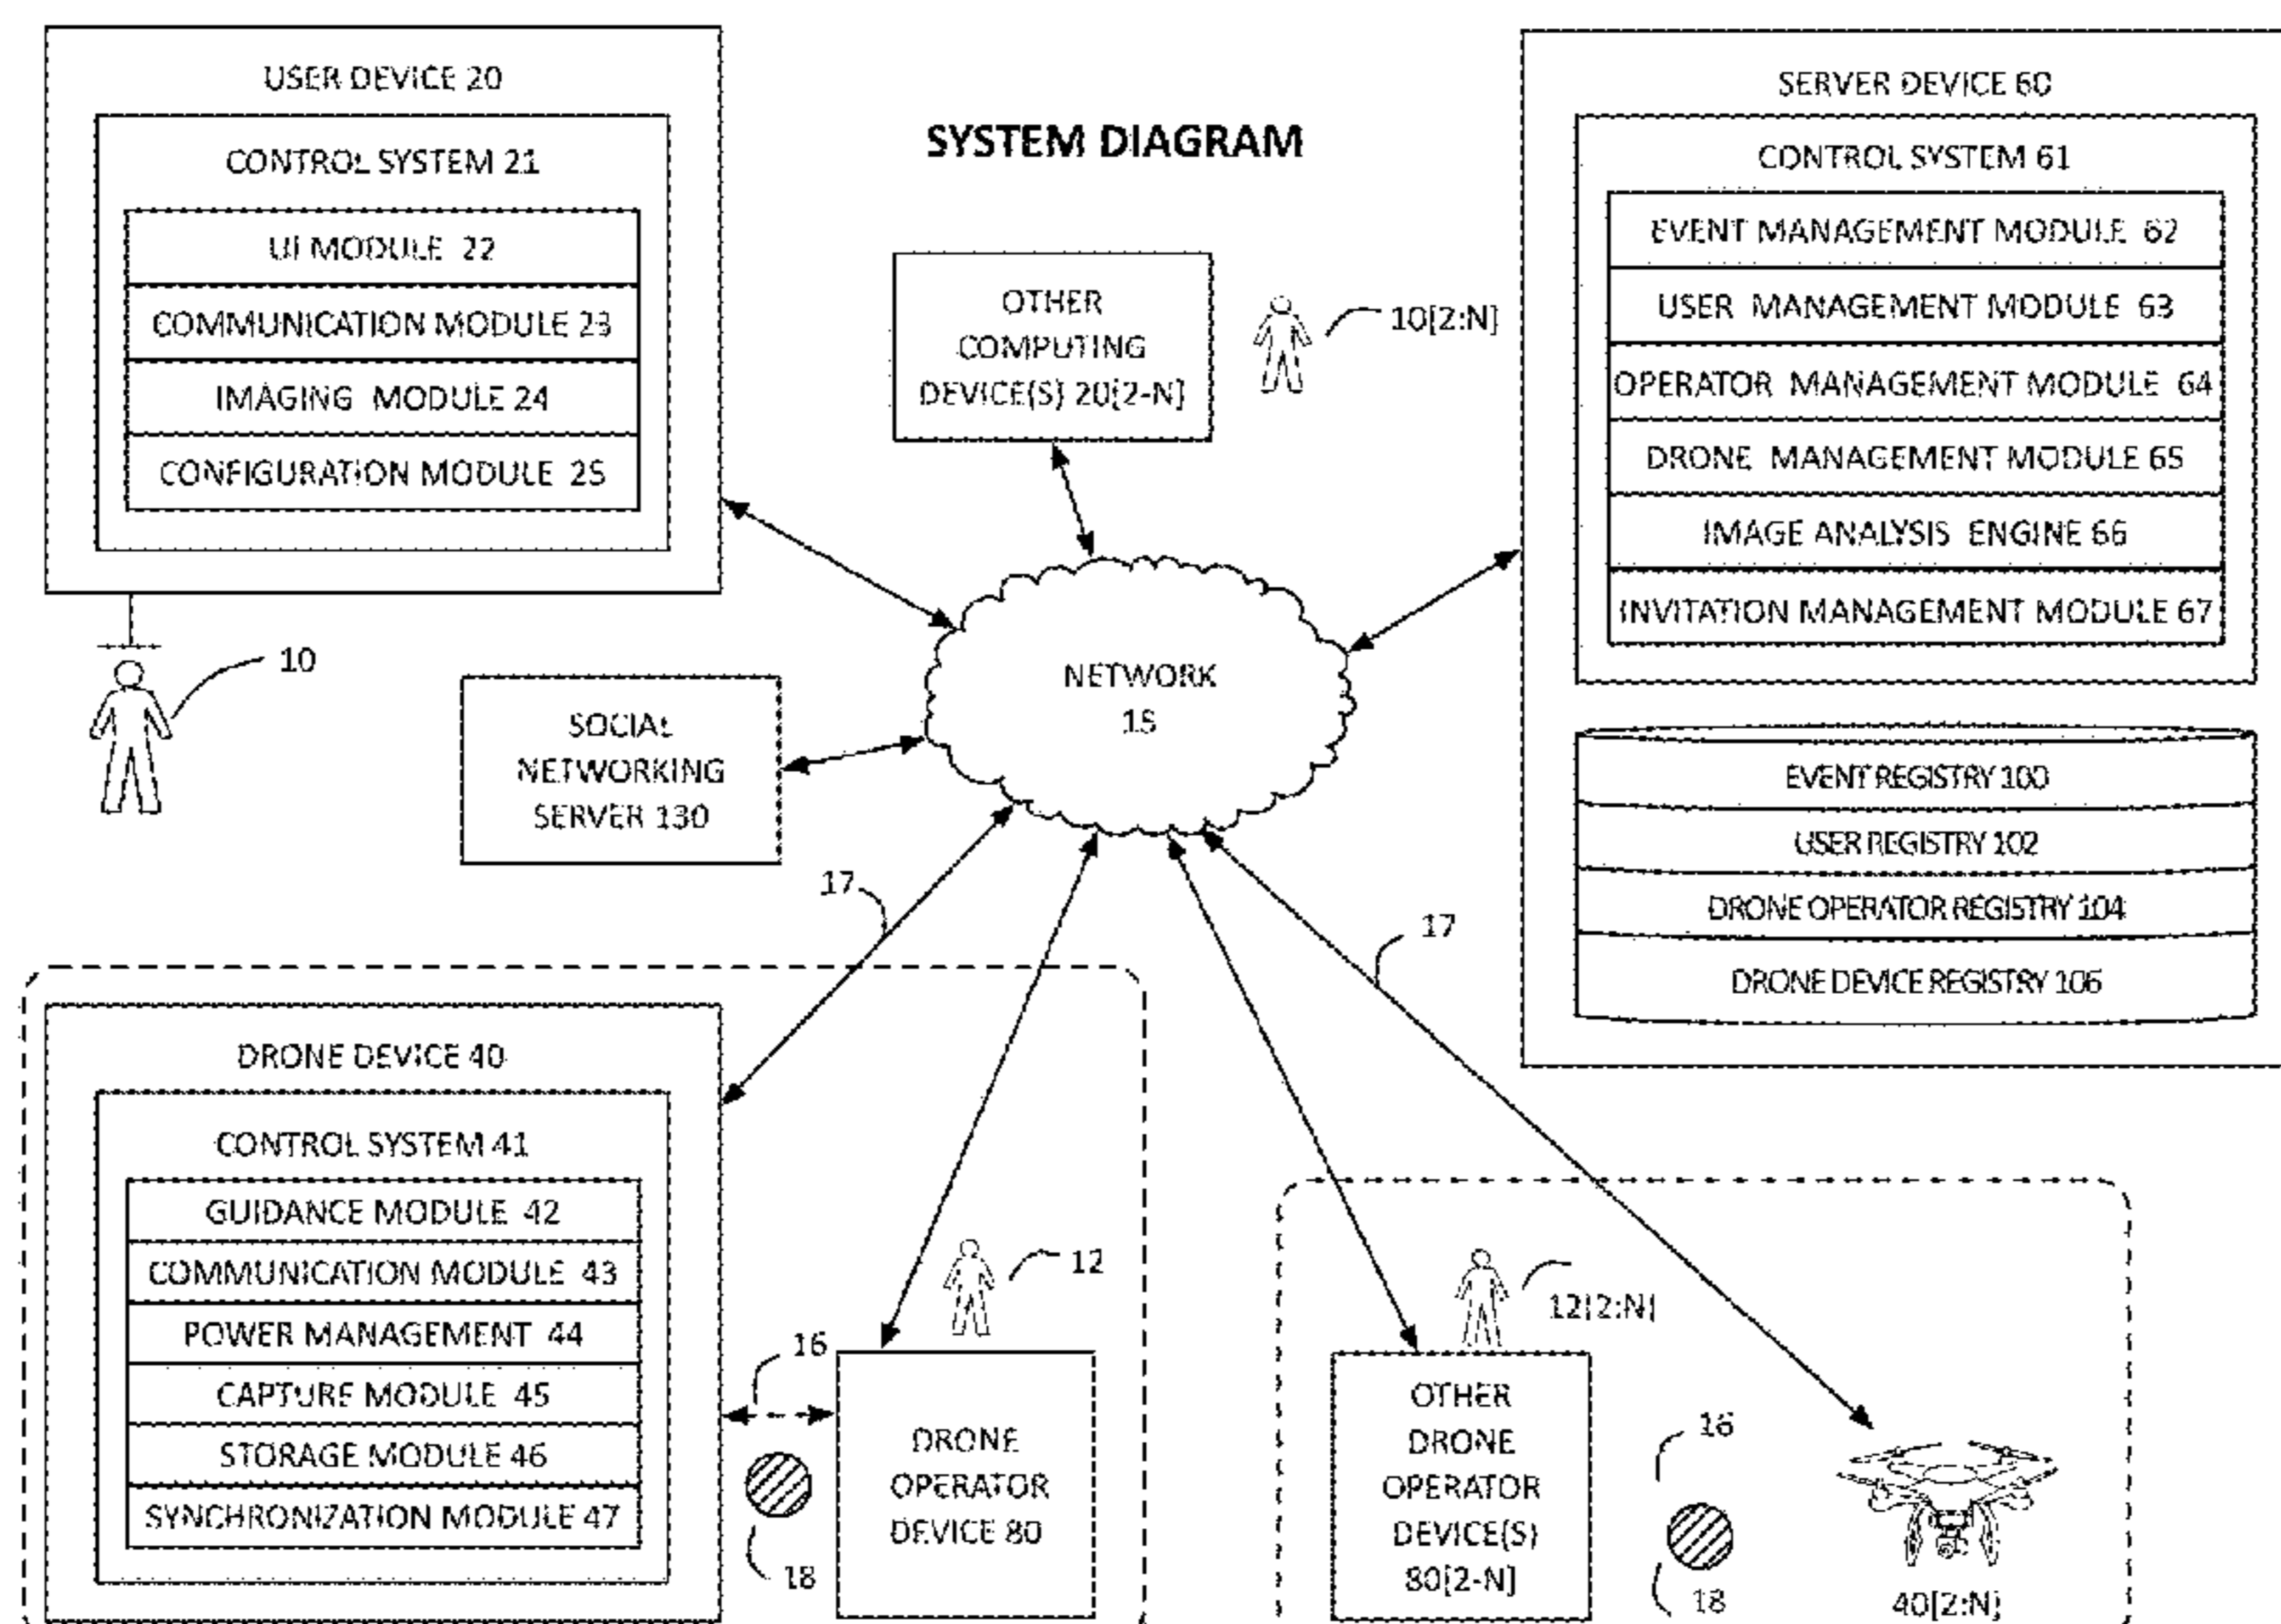 USER DEVICE 20
CONTROL SYSTEM 21
UI MODULE 22
COMMUNICATION MODULE 23
IMAGING MODULE 24
CONFIGURATION MODULE 25
10
SYSTEM DIAGRAM
OTHER
COMPUTING
DEVICE(S) 20[2-N]
10[2:N]
SERVER DEVICE 60
CONTROL SYSTEM 61
EVENT MANAGEMENT MODULE 62
USER MANAGEMENT MODULE 63
OPERATOR MANAGEMENT MODULE 64
DRONE MANAGEMENT MODULE 65
IMAGE ANALYSIS ENGINE 66
INVITATION MANAGEMENT MODULE 67
EVENT REGISTRY 100
USER REGISTRY 102
DRONE OPERATOR REGISTRY 104
DRONE DEVICE REGISTRY 106
NETWORK
15
SOCIAL
NETWORKING
SERVER 130
17
17
DRONE DEVICE 40
CONTROL SYSTEM 41
GUIDANCE MODULE 42
COMMUNICATION MODULE 43
POWER MANAGEMENT 44
CAPTURE MODULE 45
STORAGE MODULE 46
SYNCHRONIZATION MODULE 47
16
18
12
DRONE
OPERATOR
DEVICE 80
12[2:N]
OTHER
DRONE
OPERATOR
DEVICE(S)
80[2-N]
16
18
40[2:N]